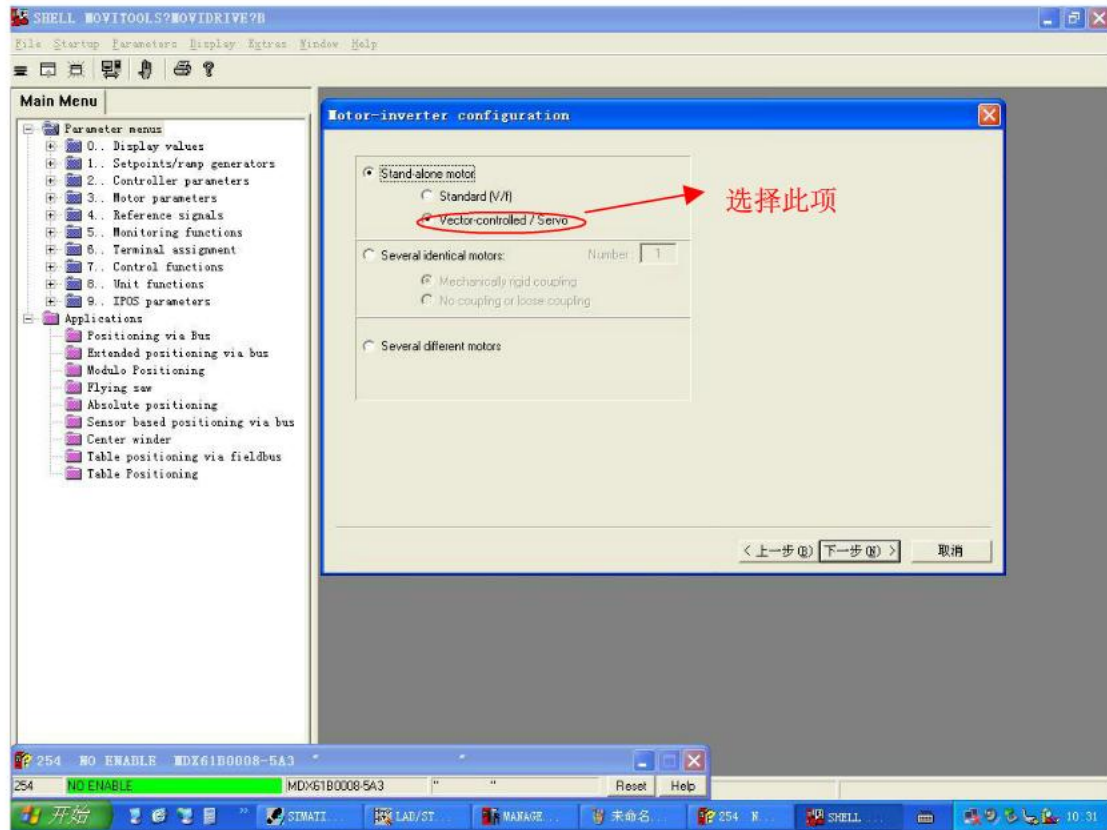 SHELL MOVITOOLS?MOVIDRIVE?B
File Startup Parameters Display Extras Window Help
Main Menu
Parameter menus
0.. Display values
1.. Setpoints/ramp generators
2.. Controller parameters
3.. Motor parameters
4.. Reference signals
5.. Monitoring functions
6.. Terminal assignment
7.. Control functions
8.. Unit functions
9.. IPOS parameters
Applications
Positioning via Bus
Extended positioning via bus
Modulo Positioning
Flying saw
Absolute positioning
Sensor based positioning via bus
Center winder
Table positioning via fieldbus
Table Positioning
Motor-inverter configuration
Stand-alone motor
Standard (V/f)
Vector-controlled / Servo
选择此项
Several identical motors: Number: 1
Mechanically rigid coupling
No coupling or loose coupling
Several different motors
< 上一步(B) 下一步(N) > 取消
254 NO ENABLE MDX61B0008-5A3 " "
254 NO ENABLE MDX61B0008-5A3 " " Reset Help
开始 SIMATI... LAD/ST... MANAGE... 未命名... 254 N... SHELL ... 10:31